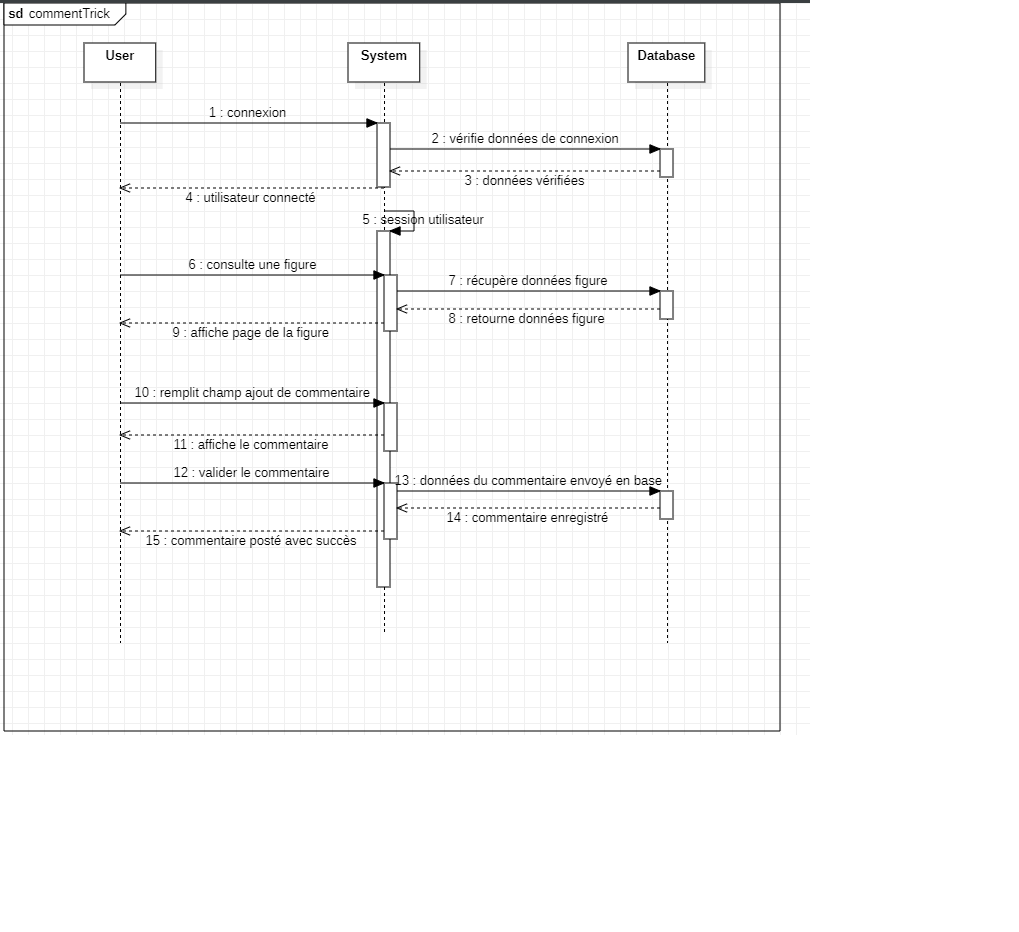 sd commentTrick
User
System
Database
1 : connexion
2 : vérifie données de connexion
3 : données vérifiées
4 : utilisateur connecté
5 : session utilisateur
6 : consulte une figure
7 : récupère données figure
8 : retourne données figure
9 : affiche page de la figure
10 : remplit champ ajout de commentaire
11 : affiche le commentaire
12 : valider le commentaire
13 : données du commentaire envoyé en base
14 : commentaire enregistré
15 : commentaire posté avec succès